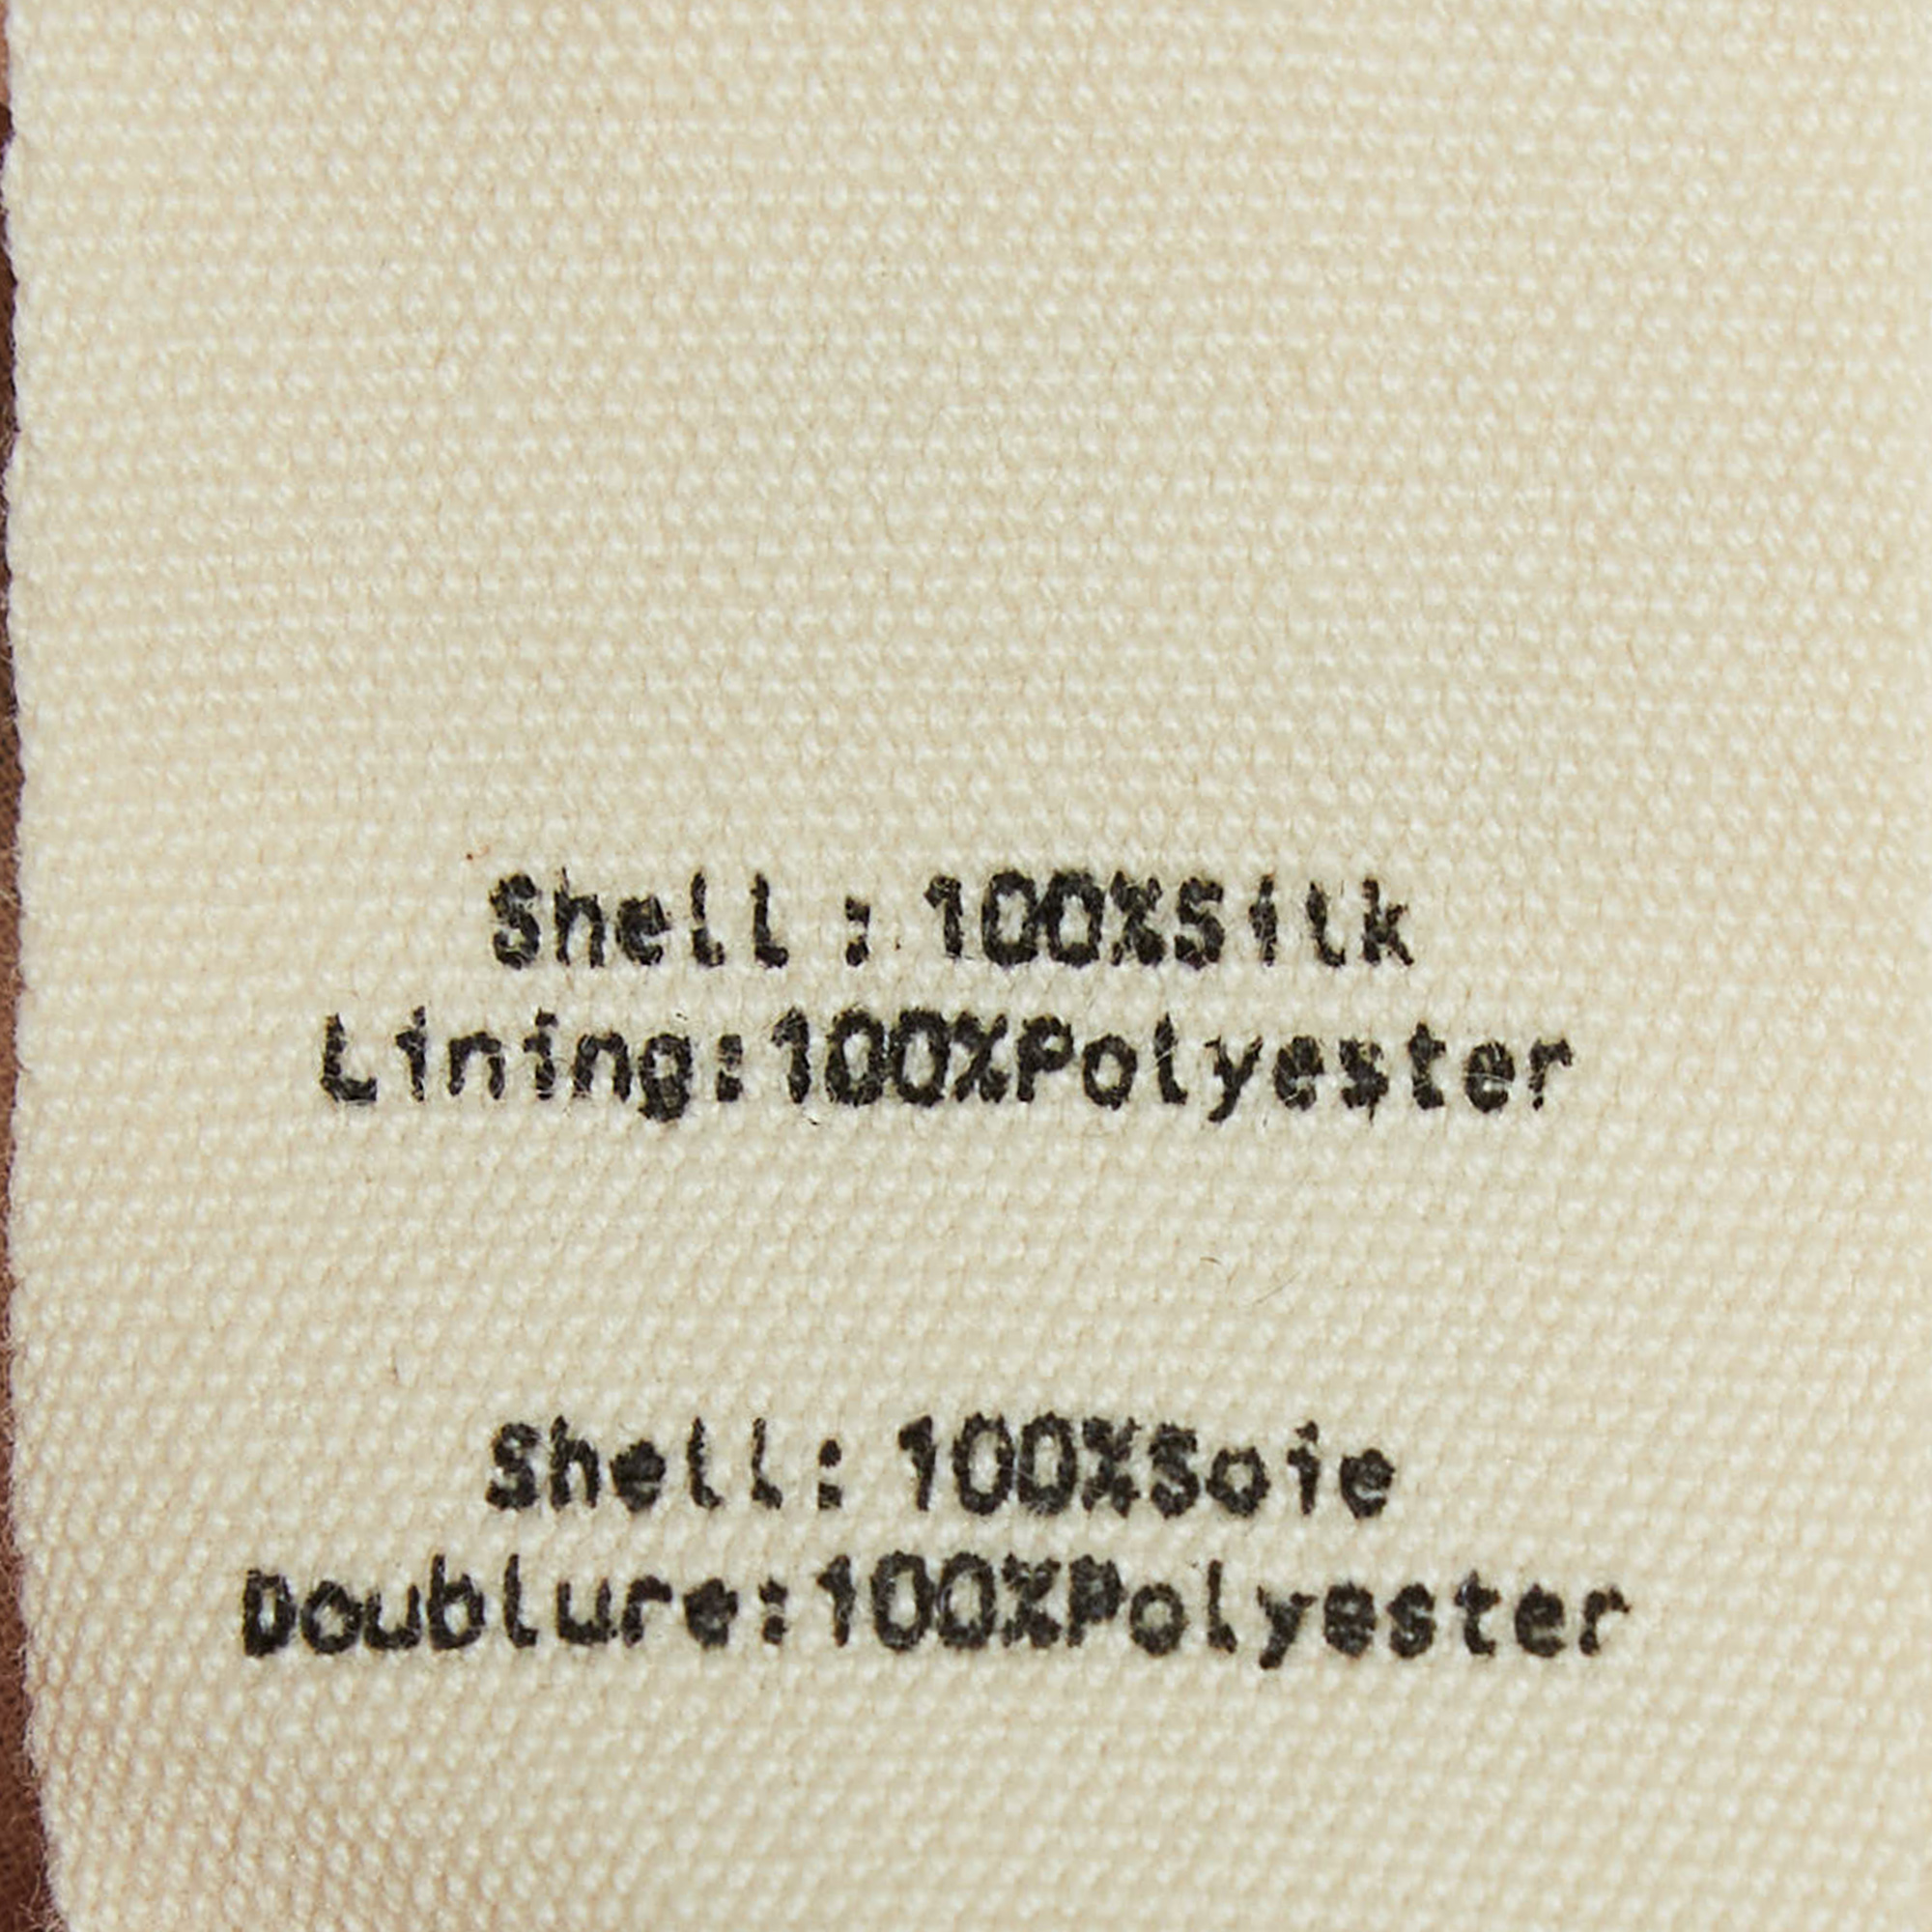 Shell : 100%Silk
Lining:100%Polyester
Shell: 100%Soie
Doublure:100%Polyester